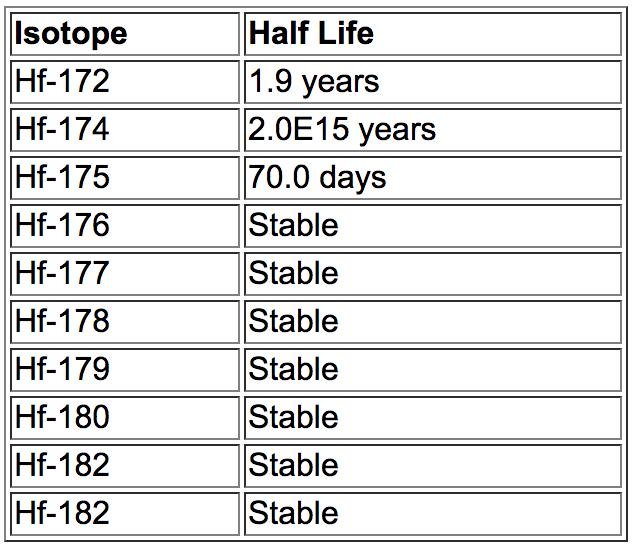 Isotope Half Life
Hf-172 1.9 years
Hf-174 2.0E15 years
Hf-175 70.0 days
Hf-176 Stable
Hf-177 Stable
Hf-178 Stable
Hf-179 Stable
Hf-180 Stable
Hf-182 Stable
Hf-182 Stable